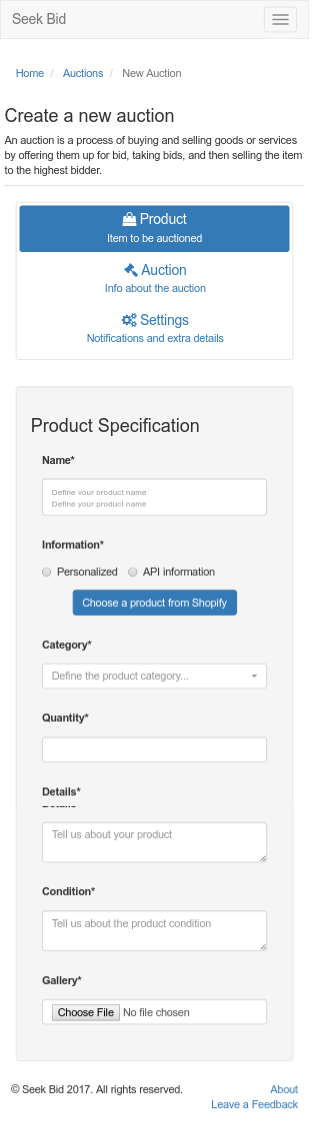 Seek Bid
Home / Auctions / New Auction
Create a new auction
An auction is a process of buying and selling goods or services
by offering them up for bid, taking bids, and then selling the item
to the highest bidder.
Product
Item to be auctioned
Auction
Info about the auction
Settings
Notifications and extra details
Product Specification
Name*
Define your product name
Define your product name
Information*
Personalized API information
Choose a product from Shopify
Category*
Define the product category...
Quantity*
Details*
Tell us about your product
Condition*
Tell us about the product condition
Gallery*
Choose File No file chosen
© Seek Bid 2017. All rights reserved. About
Leave a Feedback